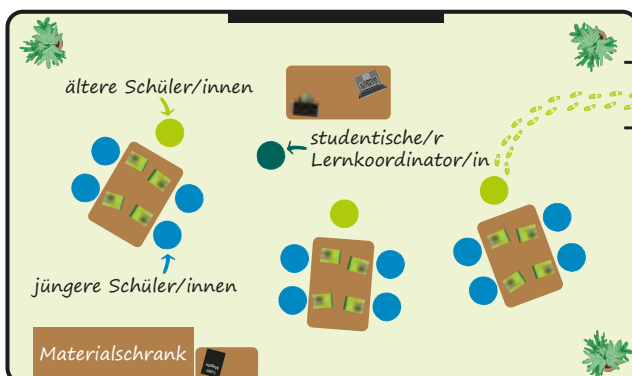 ältere Schüler/innen
studentische/r
Lernkoordinator/in
jüngere Schüler/innen
Materialschrank